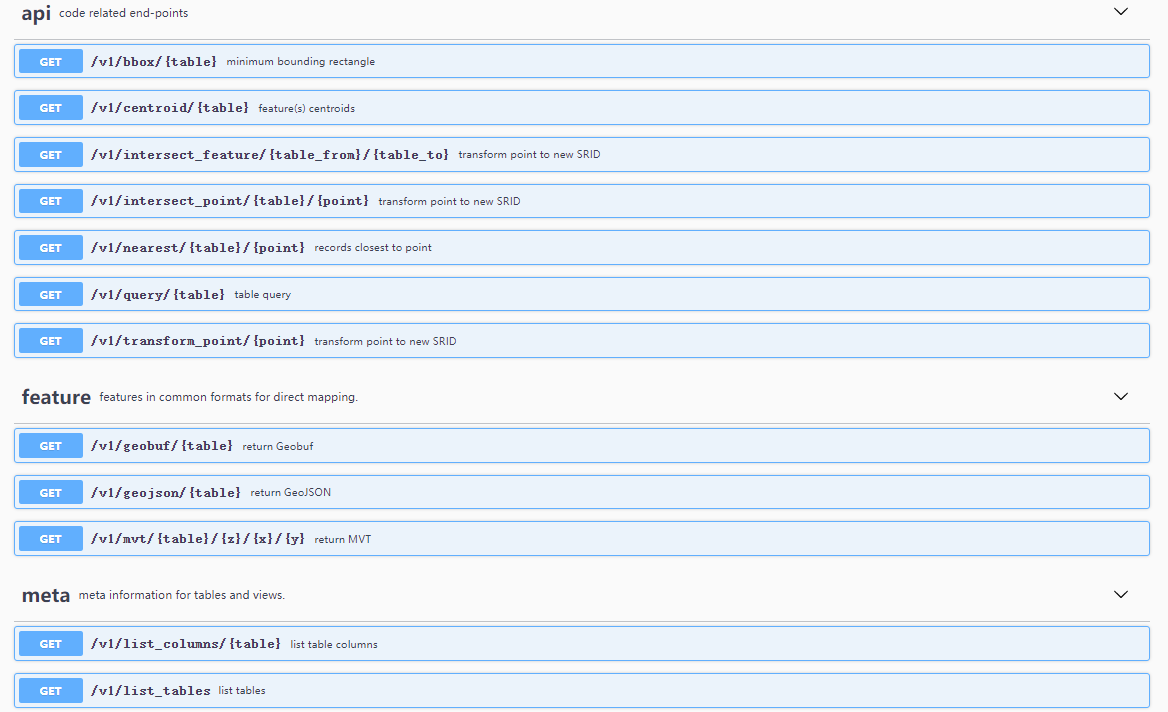 api code related end-points
GET /v1/bbox/{table} minimum bounding rectangle
GET /v1/centroid/{table} feature(s) centroids
GET /v1/intersect_feature/{table_from}/{table_to} transform point to new SRID
GET /v1/intersect_point/{table}/{point} transform point to new SRID
GET /v1/nearest/{table}/{point} records closest to point
GET /v1/query/{table} table query
GET /v1/transform_point/{point} transform point to new SRID
feature features in common formats for direct mapping.
GET /v1/geobuf/{table} return Geobuf
GET /v1/geojson/{table} return GeoJSON
GET /v1/mvt/{table}/{z}/{x}/{y} return MVT
meta meta information for tables and views.
GET /v1/list_columns/{table} list table columns
GET /v1/list_tables list tables